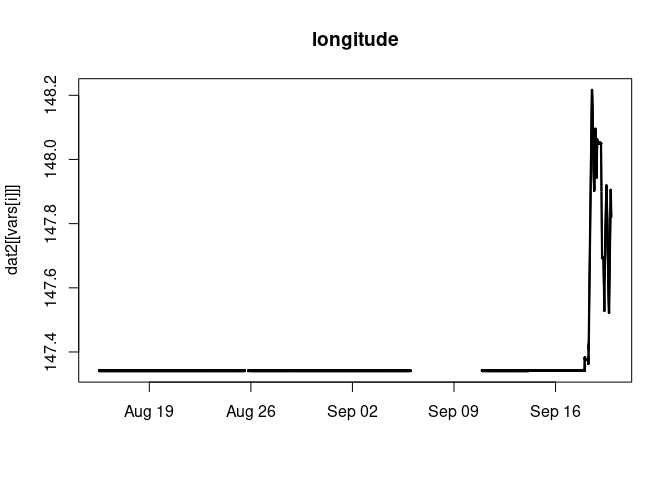 longitude
dat2[[vars[i]]]
148.2
148.0
147.8
147.6
147.4
Aug 19
Aug 26
Sep 02
Sep 09
Sep 16